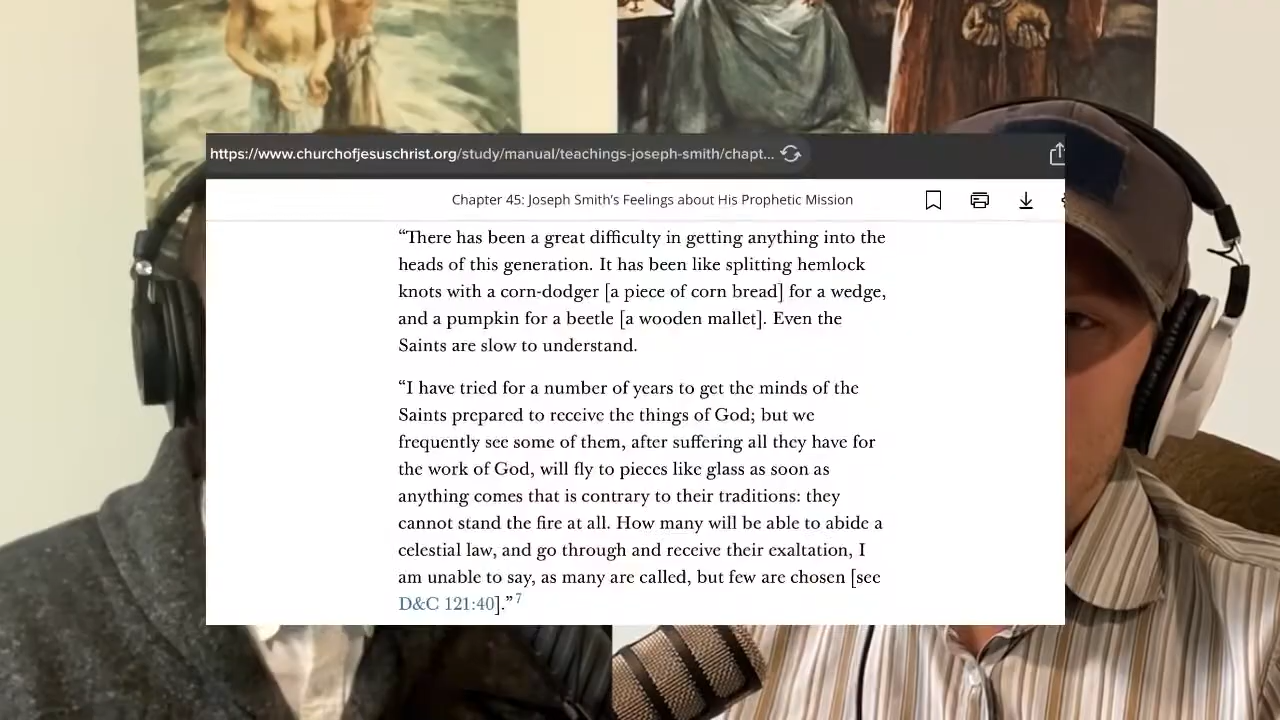 https://www.churchofjesuschrist.org/study/manual/teachings-joseph-smith/chapt...
Chapter 45: Joseph Smith's Feelings about His Prophetic Mission
“There has been a great difficulty in getting anything into the
heads of this generation. It has been like splitting hemlock
knots with a corn-dodger [a piece of corn bread] for a wedge,
and a pumpkin for a beetle [a wooden mallet]. Even the
Saints are slow to understand.
“I have tried for a number of years to get the minds of the
Saints prepared to receive the things of God; but we
frequently see some of them, after suffering all they have for
the work of God, will fly to pieces like glass as soon as
anything comes that is contrary to their traditions: they
cannot stand the fire at all. How many will be able to abide a
celestial law, and go through and receive their exaltation, I
am unable to say, as many are called, but few are chosen [see
D&C 121:40].” 7